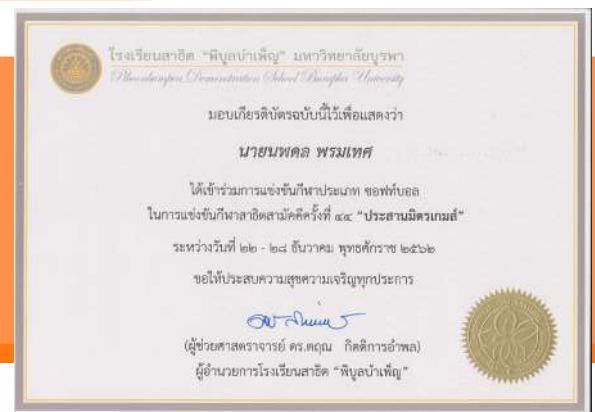 โรงเรียนสาธิต “พิบูลบำเพ็ญ” มหาวิทยาลัยบูรพา
Piboonbumpen Demonstration School Burapha University
มอบเกียรติบัตรฉบับนี้ไว้เพื่อแสดงว่า
นายนพดล พรมเทศ
ได้เข้าร่วมการแข่งขันกีฬาประเภท ซอฟท์บอล
ในการแข่งขันกีฬาสาธิตสามัคคีครั้งที่ ๔๔ “ประสานมิตรเกมส์”
ระหว่างวันที่ ๒๒ - ๒๘ ธันวาคม พุทธศักราช ๒๕๖๒
ขอให้ประสบความสุขความเจริญทุกประการ
(ผู้ช่วยศาสตราจารย์ ดร.ตฤณ กิตติการอำพล)
ผู้อำนวยการโรงเรียนสาธิต “พิบูลบำเพ็ญ”